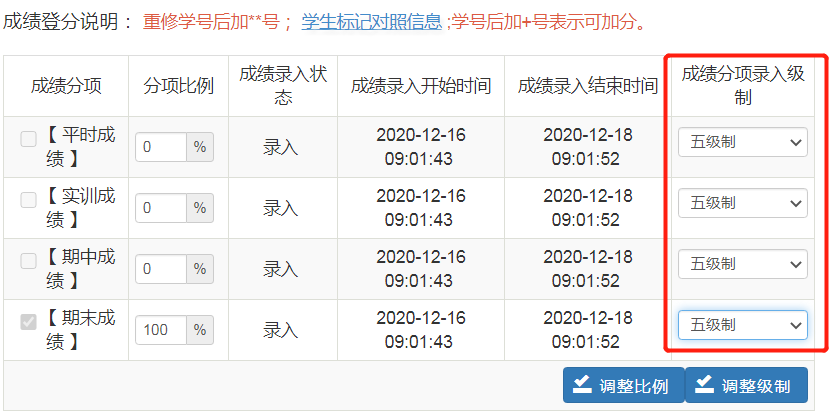 成绩登分说明： 重修学号后加**号； 学生标记对照信息 ;学号后加+号表示可加分。
成绩分项 分项比例 成绩录入状态 成绩录入开始时间 成绩录入结束时间 成绩分项录入级制
【 平时成绩 】 0 % 录入 2020-12-16 09:01:43 2020-12-18 09:01:52 五级制
【 实训成绩 】 0 % 录入 2020-12-16 09:01:43 2020-12-18 09:01:52 五级制
【 期中成绩 】 0 % 录入 2020-12-16 09:01:43 2020-12-18 09:01:52 五级制
【 期末成绩 】 100 % 录入 2020-12-16 09:01:43 2020-12-18 09:01:52 五级制
调整比例 调整级制